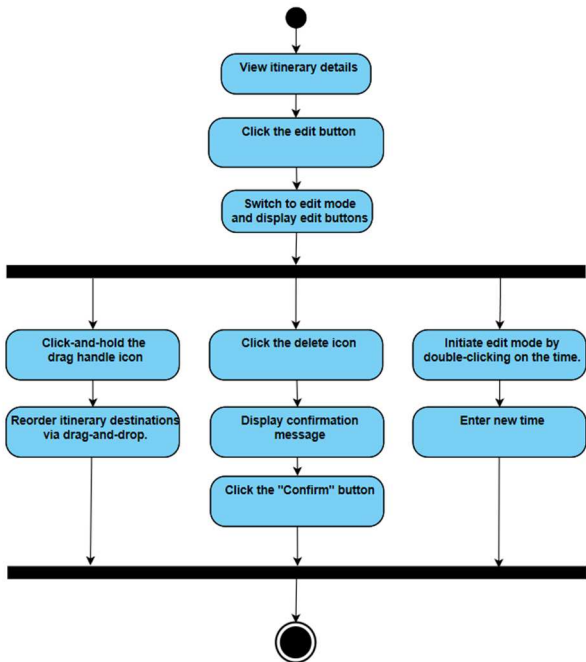 View itinerary details
Click the edit button
Switch to edit mode
and display edit buttons
Click-and-hold the
drag handle icon
Reorder itinerary destinations
via drag-and-drop.
Click the delete icon
Display confirmation
message
Click the "Confirm" button
Initiate edit mode by
double-clicking on the time.
Enter new time